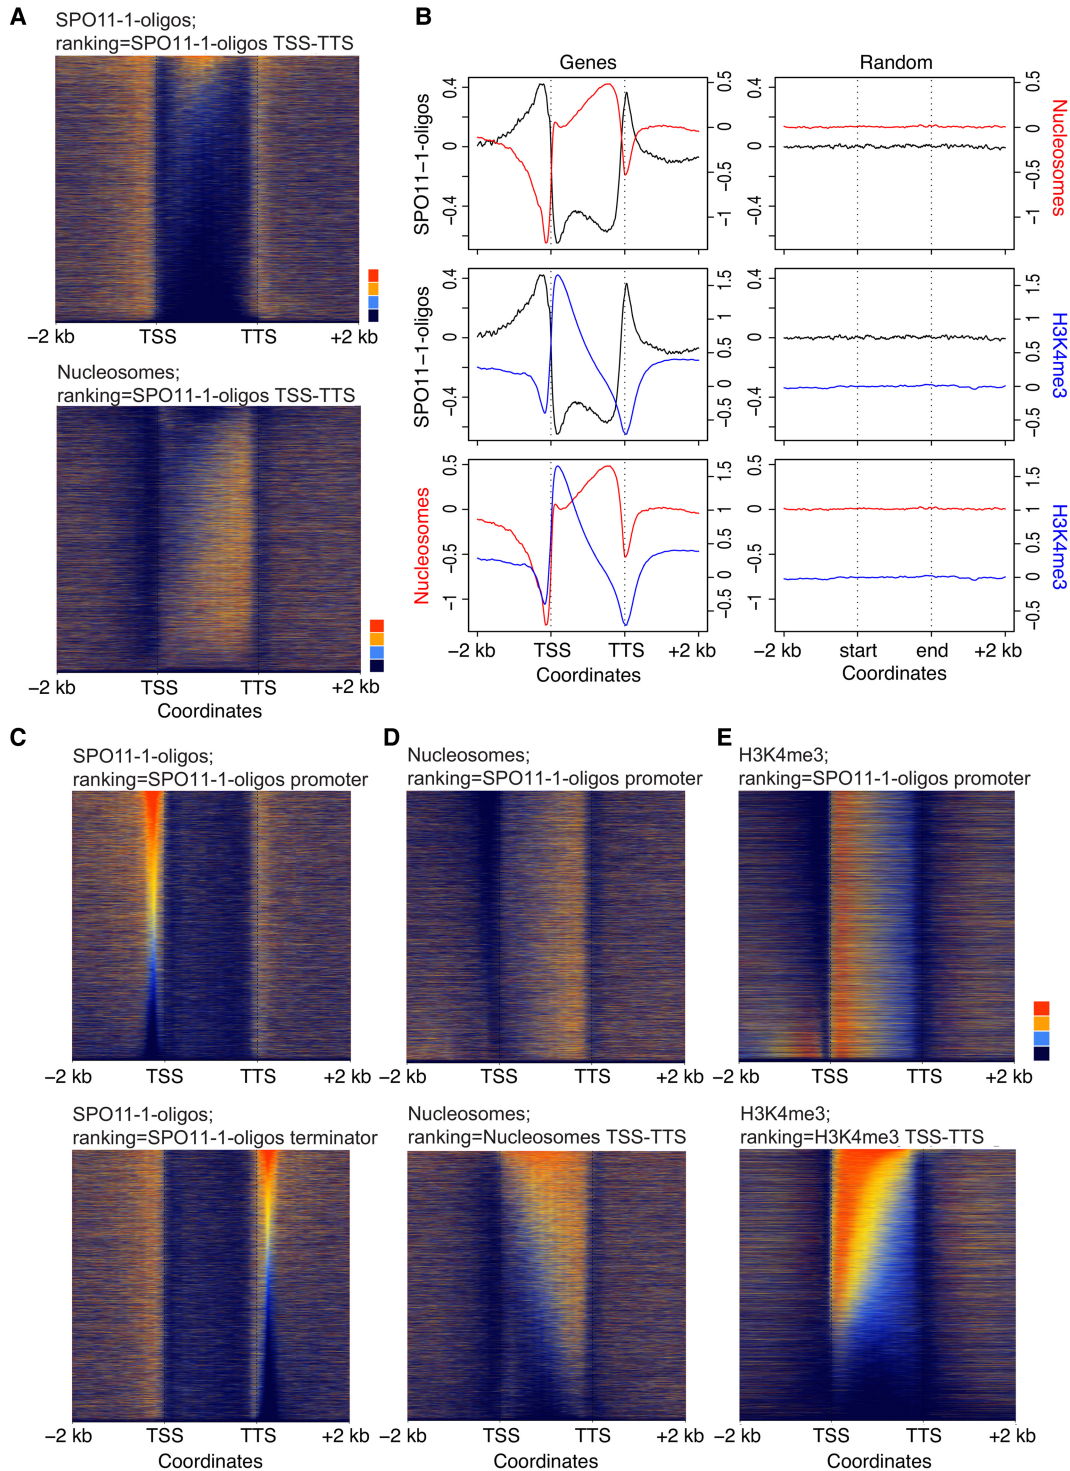 A
SPO11-1-oligos;
ranking=SPO11-1-oligos TSS-TTS
−2 kb TSS TTS +2 kb
Nucleosomes;
ranking=SPO11-1-oligos TSS-TTS
−2 kb TSS TTS +2 kb
Coordinates
B
Genes Random
SPO11−1-oligos
0.4 0 −0.4
0.5 0 −0.5 −1
0.4 0 −0.4
0.5 0 −0.5 −1
Nucleosomes
SPO11−1-oligos
0.4 0 −0.4
1.5 1 0.5 0 −0.5
0.4 0 −0.4
1.5 1 0.5 0 −0.5
H3K4me3
Nucleosomes
0.5 0 −0.5 −1
1.5 1 0.5 0 −0.5
0.5 0 −0.5 −1
1.5 1 0.5 0 −0.5
H3K4me3
−2 kb TSS TTS +2 kb
Coordinates
−2 kb start end +2 kb
Coordinates
C
SPO11-1-oligos;
ranking=SPO11-1-oligos promoter
−2 kb TSS TTS +2 kb
SPO11-1-oligos;
ranking=SPO11-1-oligos terminator
−2 kb TSS TTS +2 kb
Coordinates
D
Nucleosomes;
ranking=SPO11-1-oligos promoter
−2 kb TSS TTS +2 kb
Nucleosomes;
ranking=Nucleosomes TSS-TTS
−2 kb TSS TTS +2 kb
Coordinates
E
H3K4me3;
ranking=SPO11-1-oligos promoter
−2 kb TSS TTS +2 kb
H3K4me3;
ranking=H3K4me3 TSS-TTS
−2 kb TSS TTS +2 kb
Coordinates